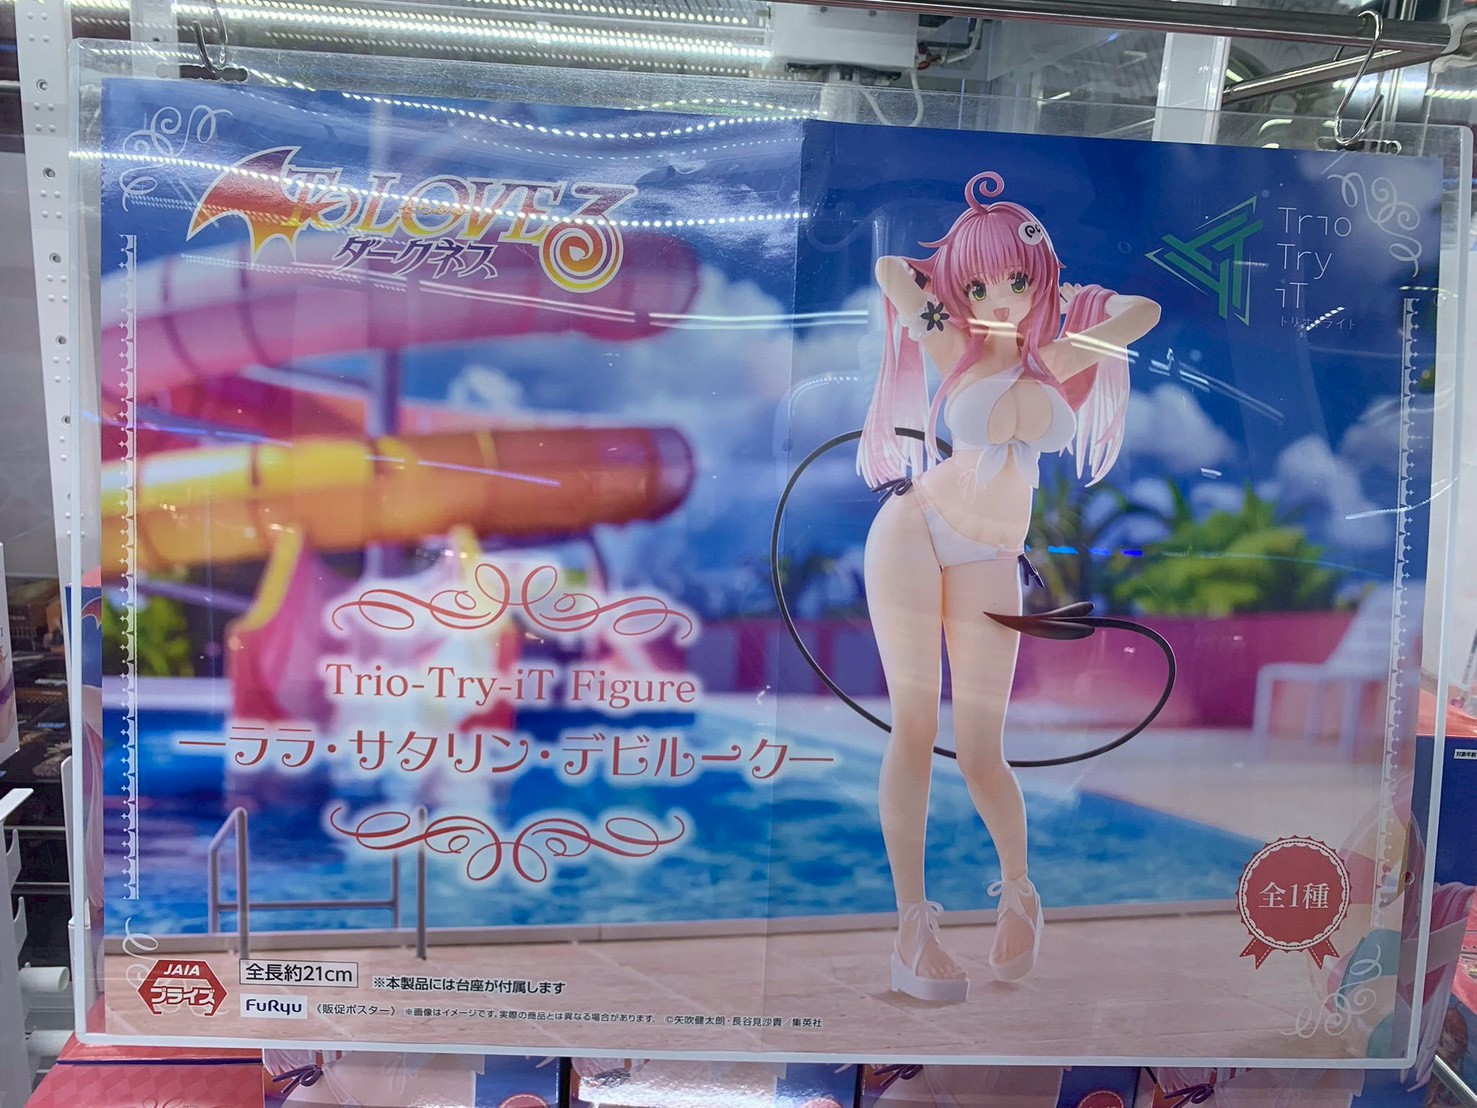 To LOVEる
ダークネス
Trio
Try
iT
トリオトライト
Trio-Try-iT Figure
―ララ・サタリン・デビルーク―
全1種
JAIA
プライズ
全長約21cm
※本製品には台座が付属します
FuRyu
《販促ポスター》
※画像はイメージです。実際の商品とは異なる場合があります。 ©矢吹健太朗・長谷見沙貴/集英社